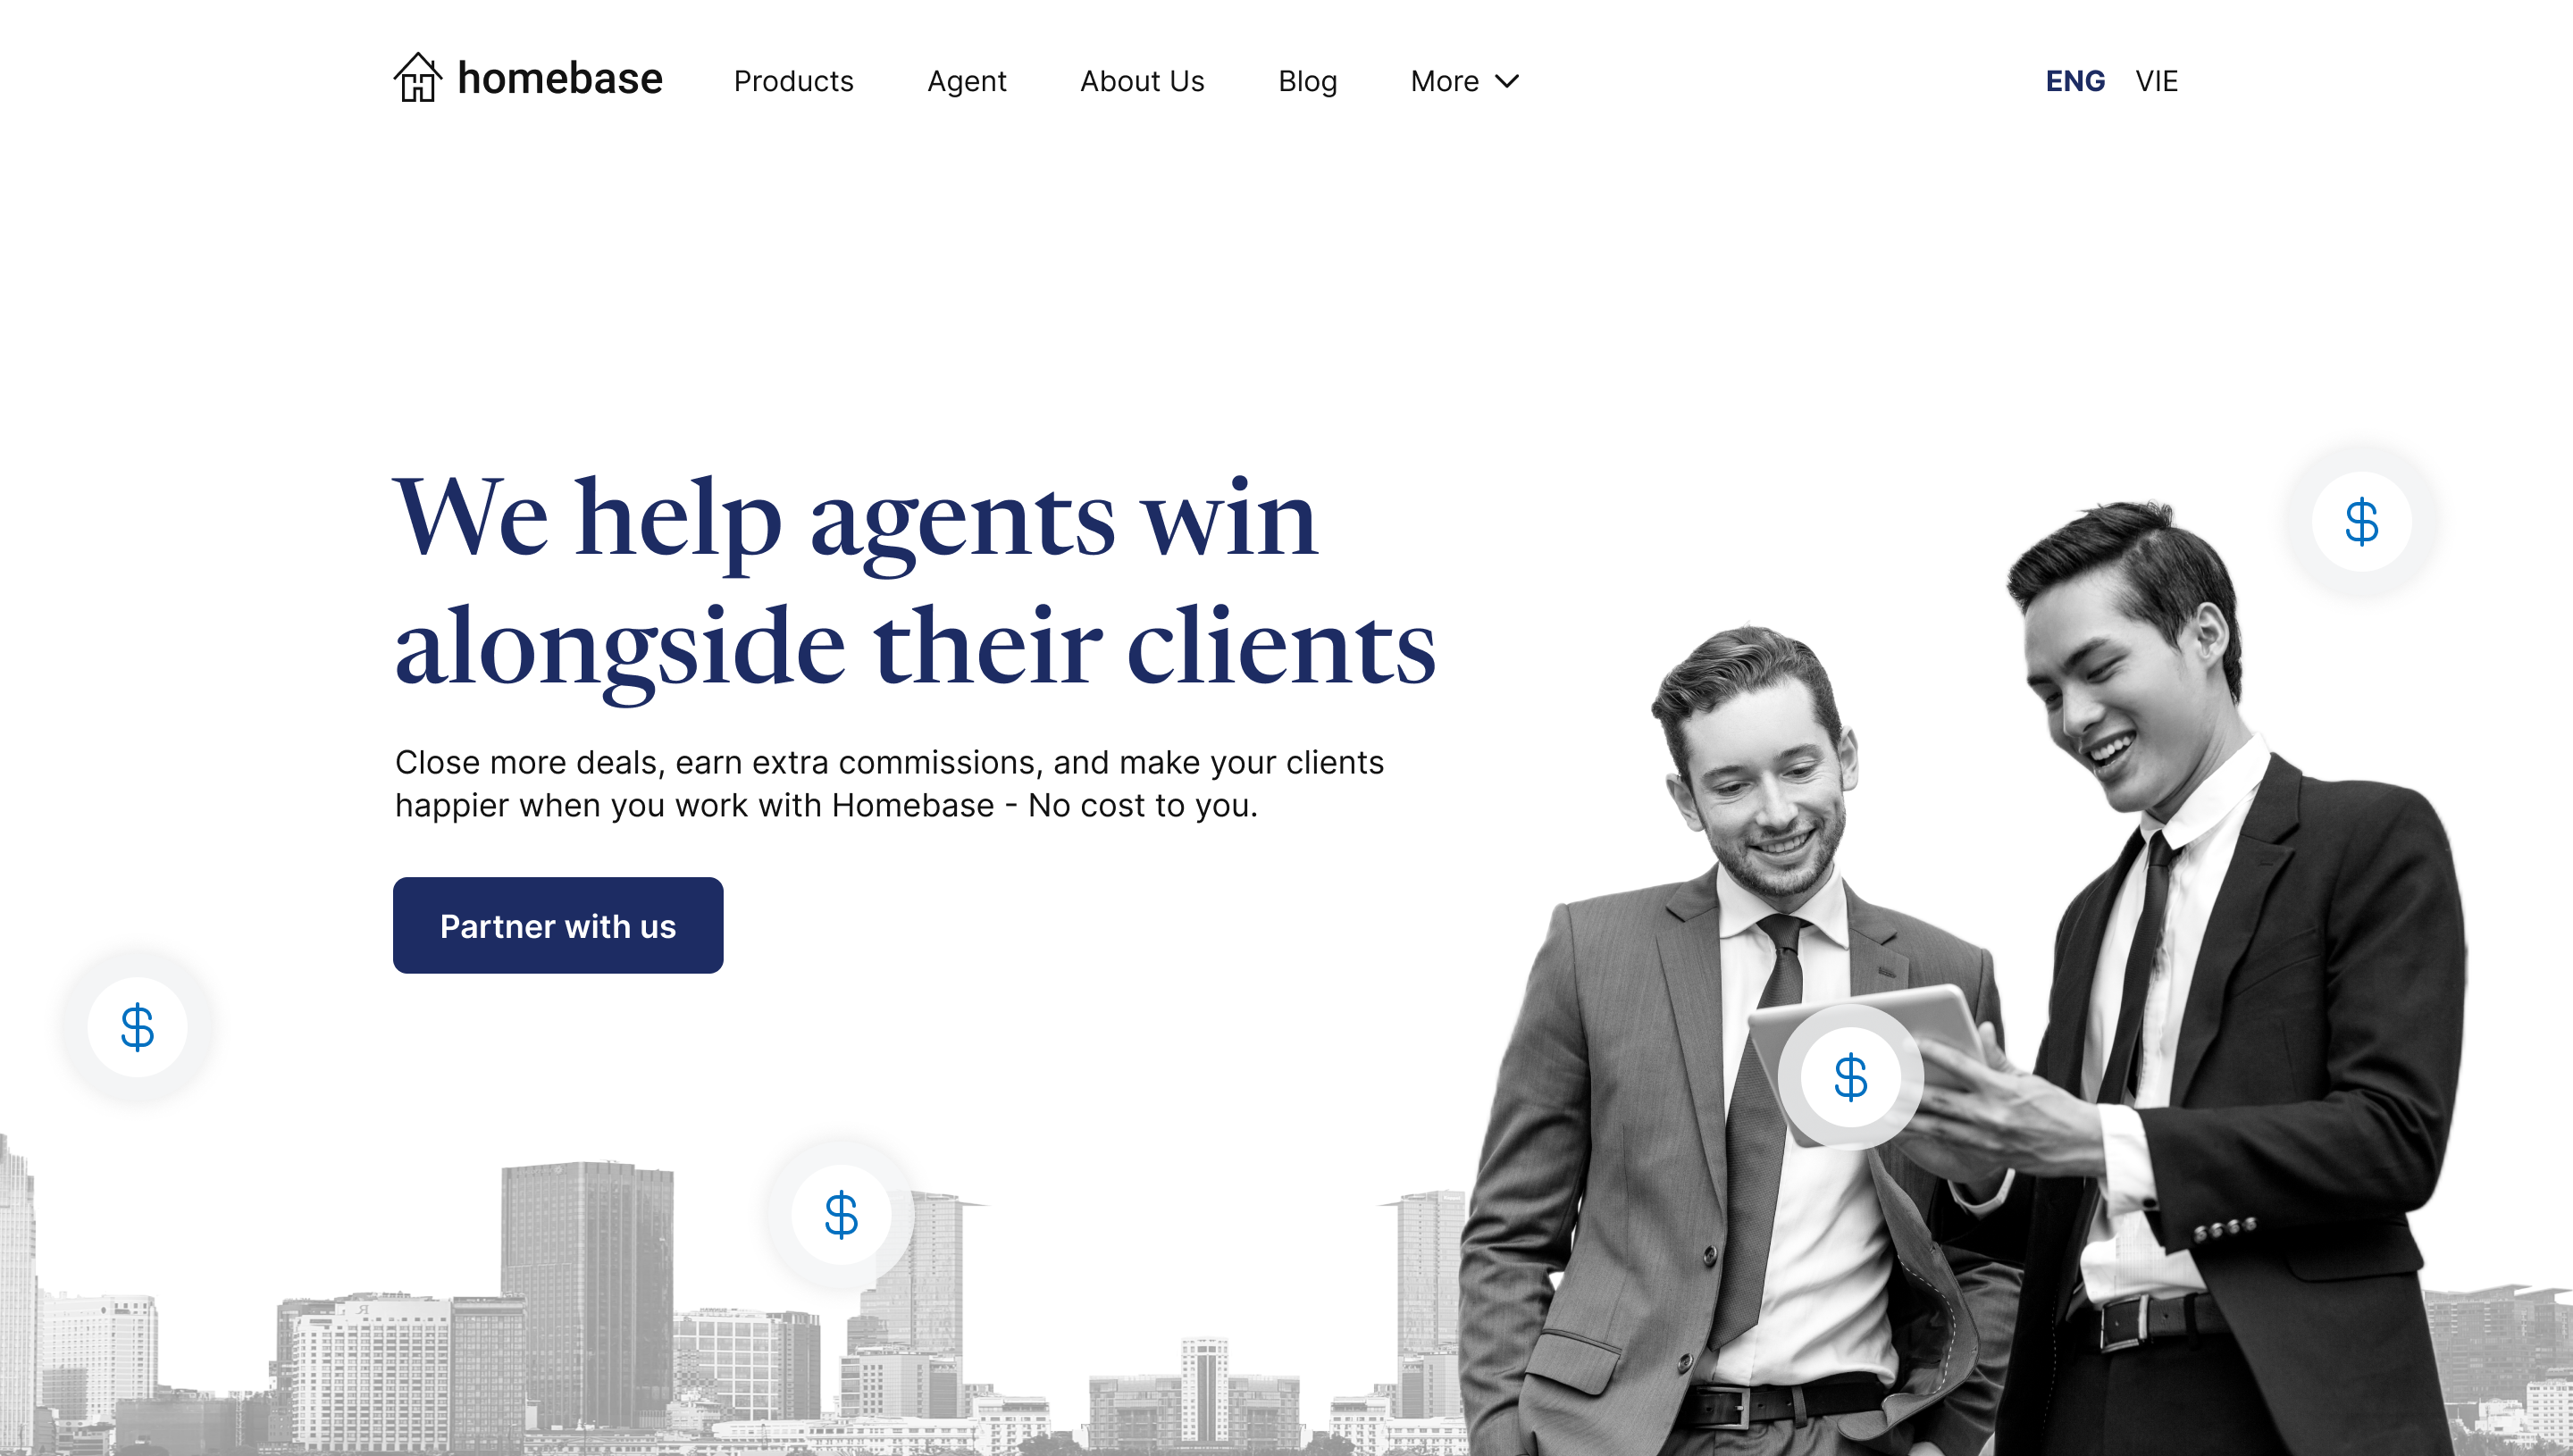 homebase
Products
Agent
About Us
Blog
More
ENG
VIE
We help agents win
alongside their clients
Close more deals, earn extra commissions, and make your clients
happier when you work with Homebase - No cost to you.
Partner with us
$
$
$
$